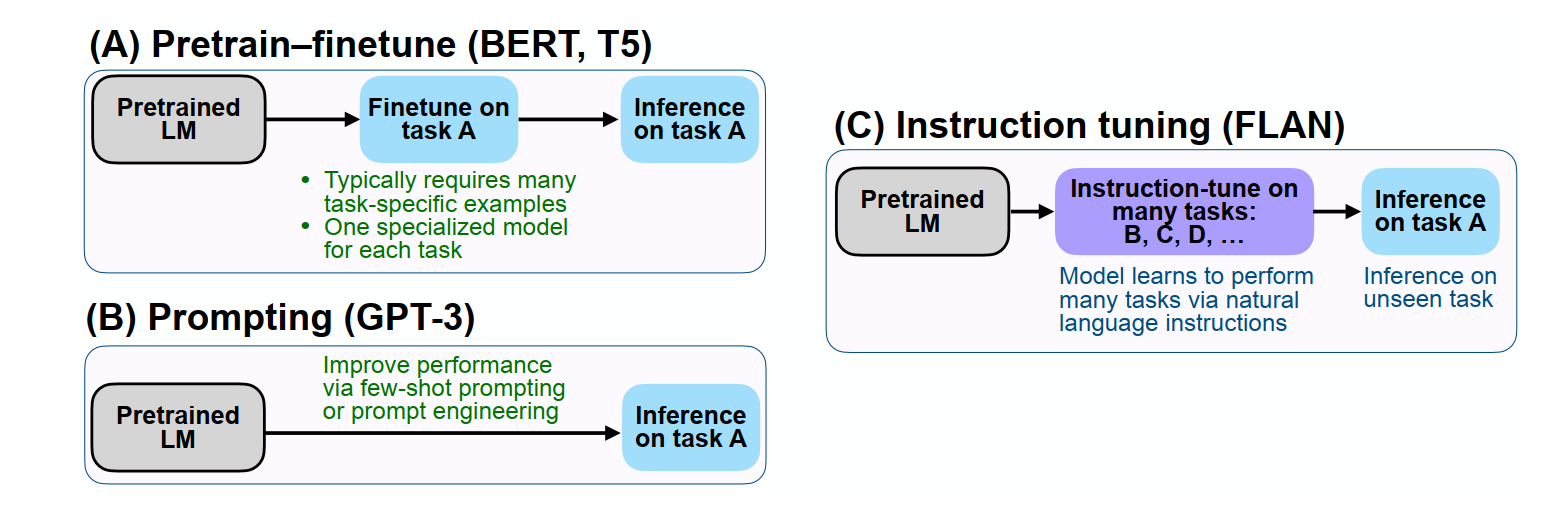 (A) Pretrain–finetune (BERT, T5)
Pretrained
LM
Finetune on
task A
Inference
on task A
• Typically requires many
task-specific examples
• One specialized model
for each task
(B) Prompting (GPT-3)
Improve performance
via few-shot prompting
or prompt engineering
Pretrained
LM
Inference
on task A
(C) Instruction tuning (FLAN)
Pretrained
LM
Instruction-tune on
many tasks:
B, C, D, …
Inference
on task A
Model learns to perform
many tasks via natural
language instructions
Inference on
unseen task